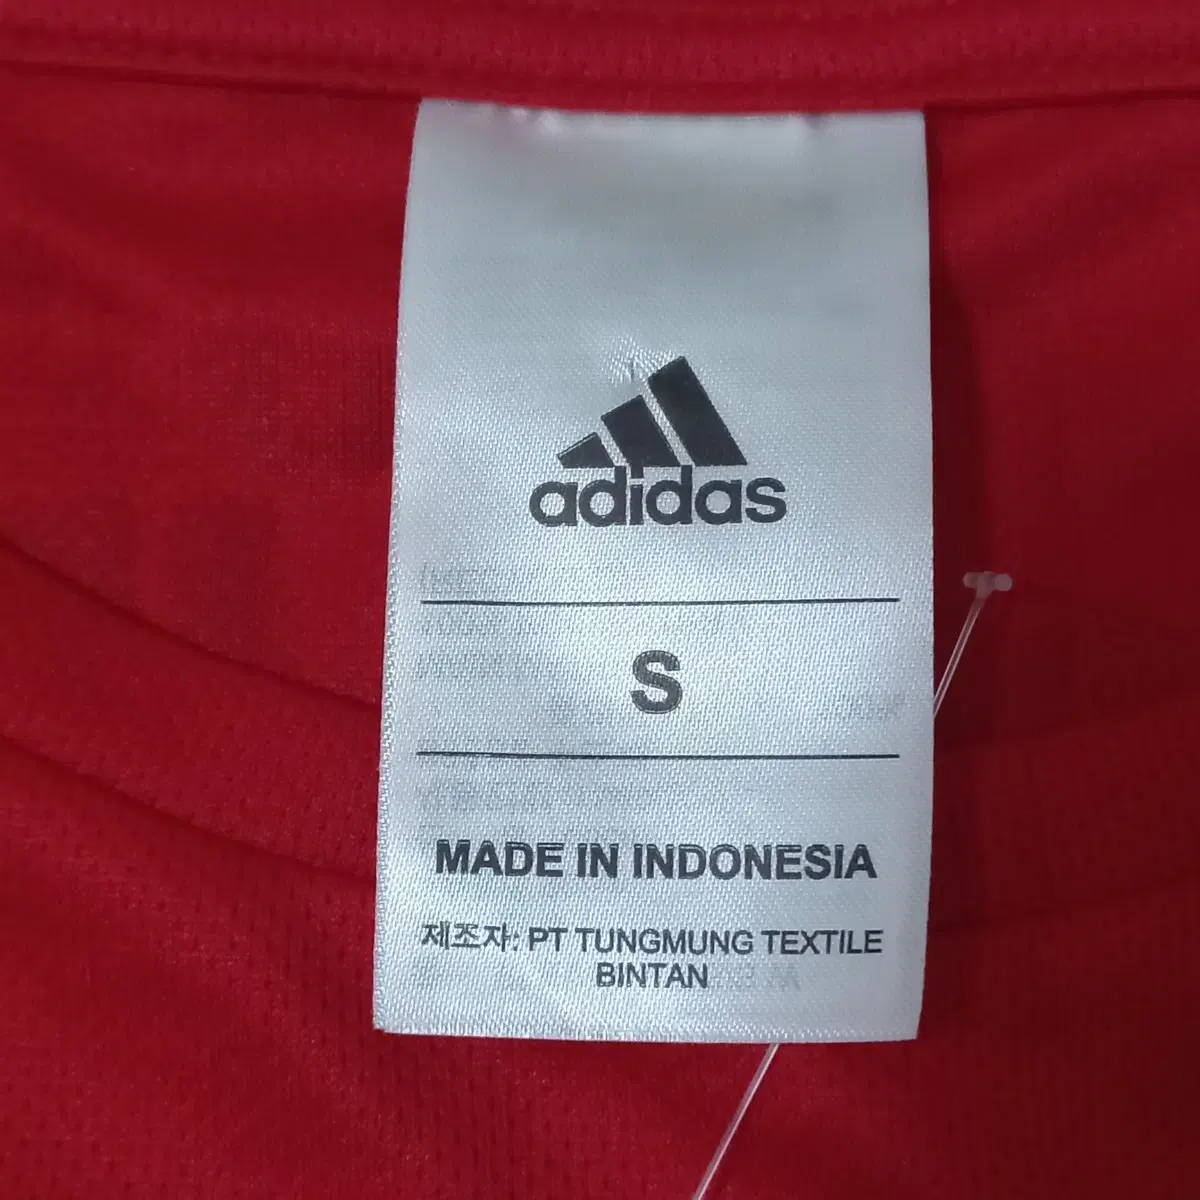 adidas
S
MADE IN INDONESIA
제조자: PT TUNGMUNG TEXTILE
BINTAN